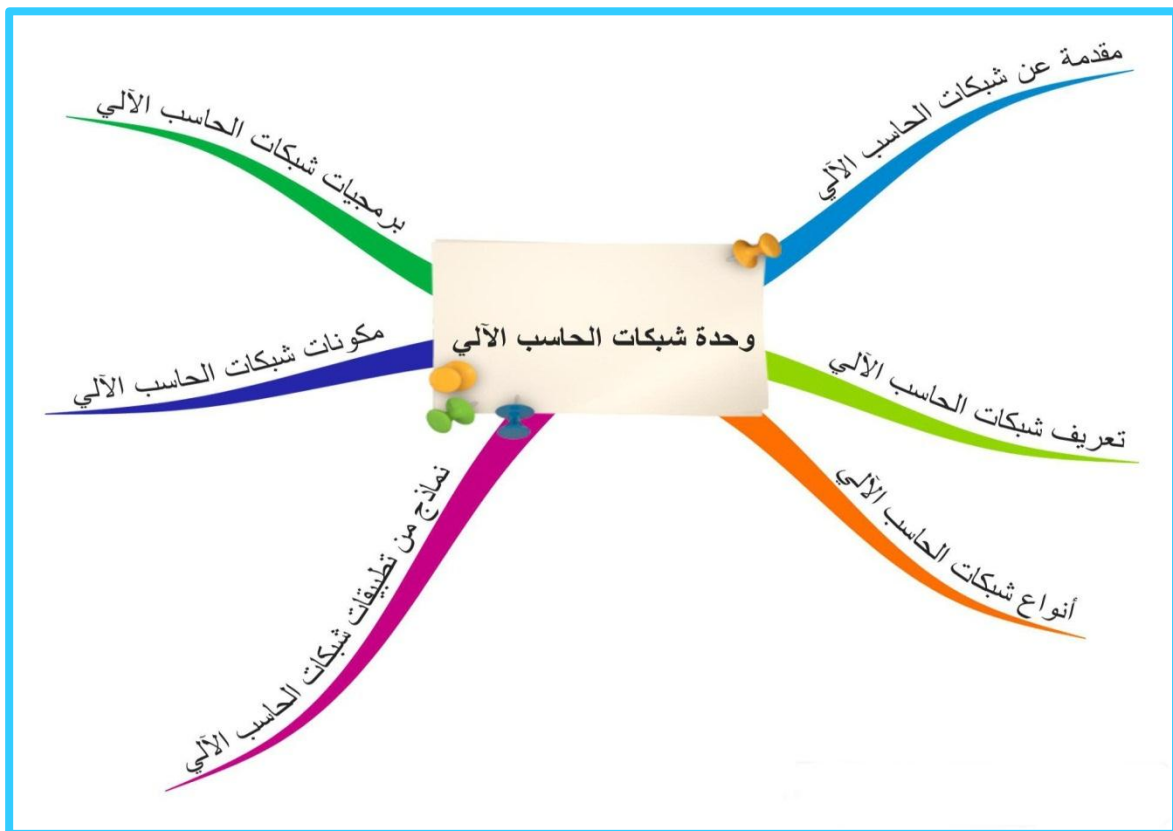 وحدة شبكات الحاسب الآلي
مقدمة عن شبكات الحاسب الآلي
تعريف شبكات الحاسب الآلي
أنواع شبكات الحاسب الآلي
نماذج من تطبيقات شبكات الحاسب الآلي
مكونات شبكات الحاسب الآلي
برمجيات شبكات الحاسب الآلي